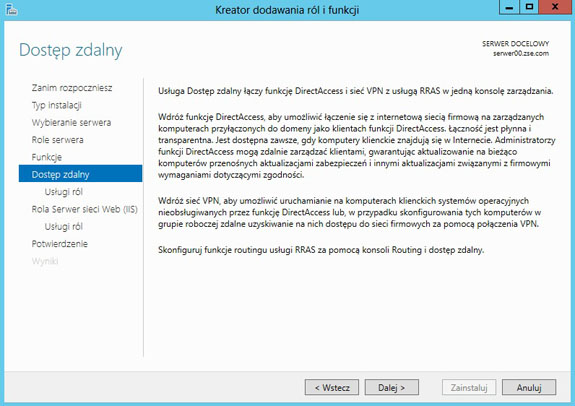 Kreator dodawania ról i funkcji
Dostęp zdalny
SERWER DOCELOWY
serwer00.zse.com
Zanim rozpoczniesz
Typ instalacji
Wybieranie serwera
Role serwera
Funkcje
Dostęp zdalny
Usługi ról
Rola Serwer sieci Web (IIS)
Usługi ról
Potwierdzenie
Wyniki
Usługa Dostęp zdalny łączy funkcję DirectAccess i sieć VPN z usługą RRAS w jedną konsolę zarządzania.
Wdróż funkcję DirectAccess, aby umożliwić łączenie się z internetową siecią firmową na zarządzanych
komputerach przyłączonych do domeny jako klientach funkcji DirectAccess. Łączność jest płynna i
transparentna. Jest dostępna zawsze, gdy komputery klienckie znajdują się w Internecie. Administratorzy
funkcji DirectAccess mogą zdalnie zarządzać klientami, gwarantując aktualizowanie na bieżąco
komputerów przenośnych aktualizacjami zabezpieczeń i innymi aktualizacjami związanymi z firmowymi
wymaganiami dotyczącymi zgodności.
Wdróż sieć VPN, aby umożliwić uruchamianie na komputerach klienckich systemów operacyjnych
nieobsługiwanych przez funkcję DirectAccess lub, w przypadku skonfigurowania tych komputerów w
grupie roboczej zdalne uzyskiwanie na nich dostępu do sieci firmowych za pomocą połączenia VPN.
Skonfiguruj funkcje routingu usługi RRAS za pomocą konsoli Routing i dostęp zdalny.
< Wstecz
Dalej >
Zainstaluj
Anuluj